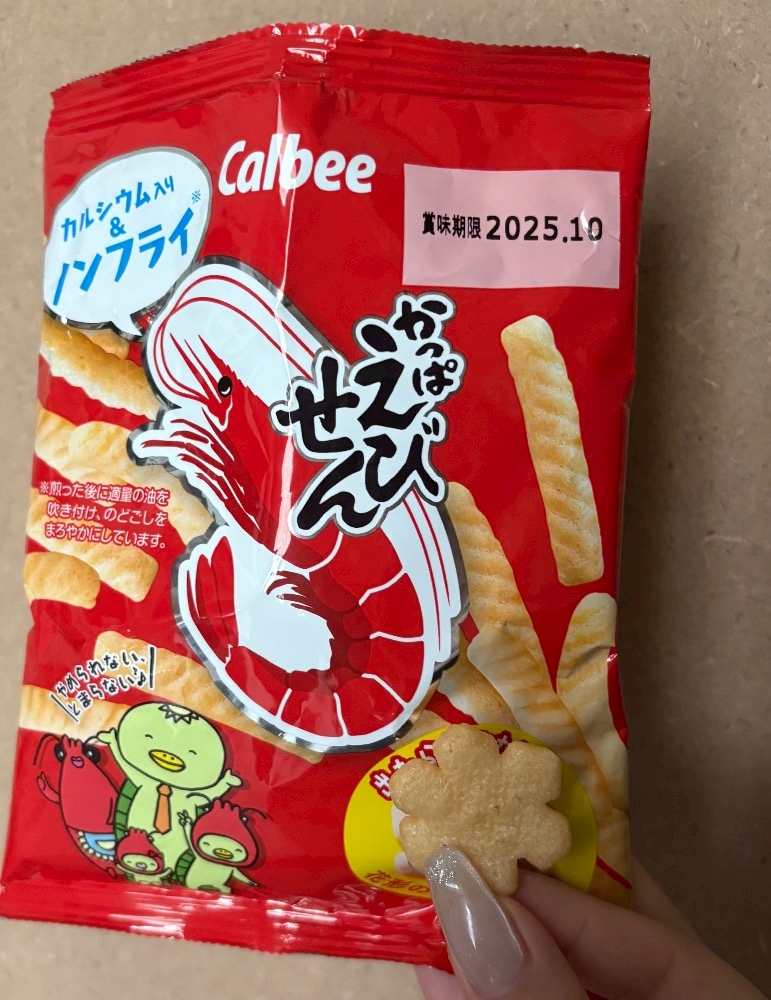 Calbee
カルシウム入り
&
ノンフライ※
賞味期限 2025.10
かっぱ
えびせん
※煎った後に適量の油を
吹き付け、のどごしを
まろやかにしています。
やめられない、
とまらない♪
花形の